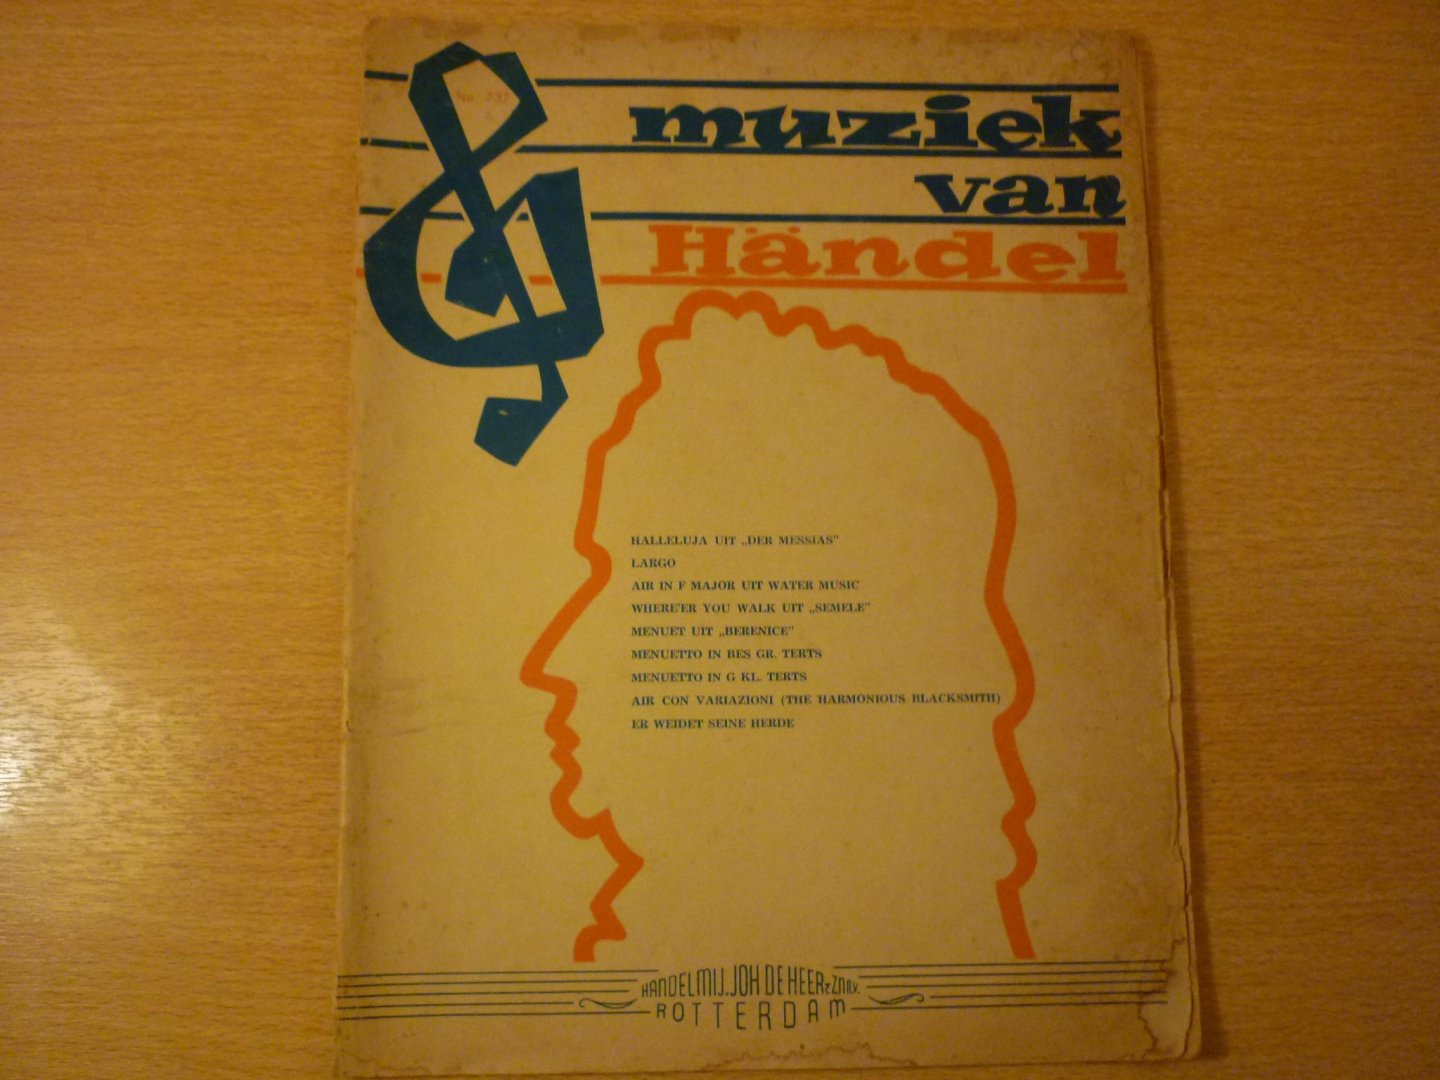 No. 737
muziek
van
Händel
HALLELUJA UIT „DER MESSIAS”
LARGO
AIR IN F MAJOR UIT WATER MUSIC
WHERE'ER YOU WALK UIT „SEMELE”
MENUET UIT „BERENICE”
MENUETTO IN BES GR. TERTS
MENUETTO IN G KL. TERTS
AIR CON VARIAZIONI (THE HARMONIOUS BLACKSMITH)
ER WEIDET SEINE HERDE
HANDELMIJ. JOH DE HEER & ZN N.V.
ROTTERDAM